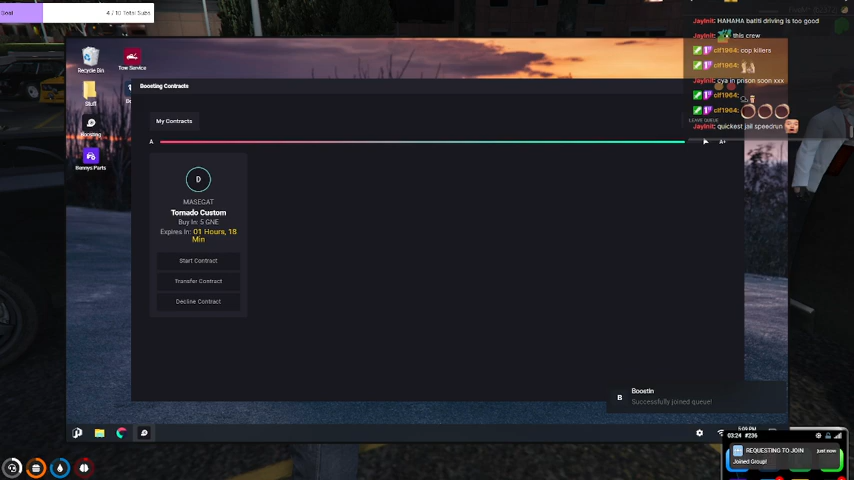 Goal
4 / 10 Total Subs
JayInit: HAHAHA batiti driving is too good
JayInit: this crew
clf1964: cop killers
clf1964:
JayInit: cya in prison soon xxx
clf1964:
clf1964:
LEAVE QUEUE
JayInit: quickest jail speedrun
Recycle Bin
Tow Service
Stuff
Bo
Boosting
Bennys Parts
Boosting Contracts
My Contracts
A
A+
D
MASEGAT
Tornado Custom
Buy In: 5 GNE
Expires In: 01 Hours, 18
Min
Start Contract
Transfer Contract
Decline Contract
B
Boostin
Successfully joined queue!
5:09 PM
03:24 #236
REQUESTING TO JOIN
just now
Joined Group!